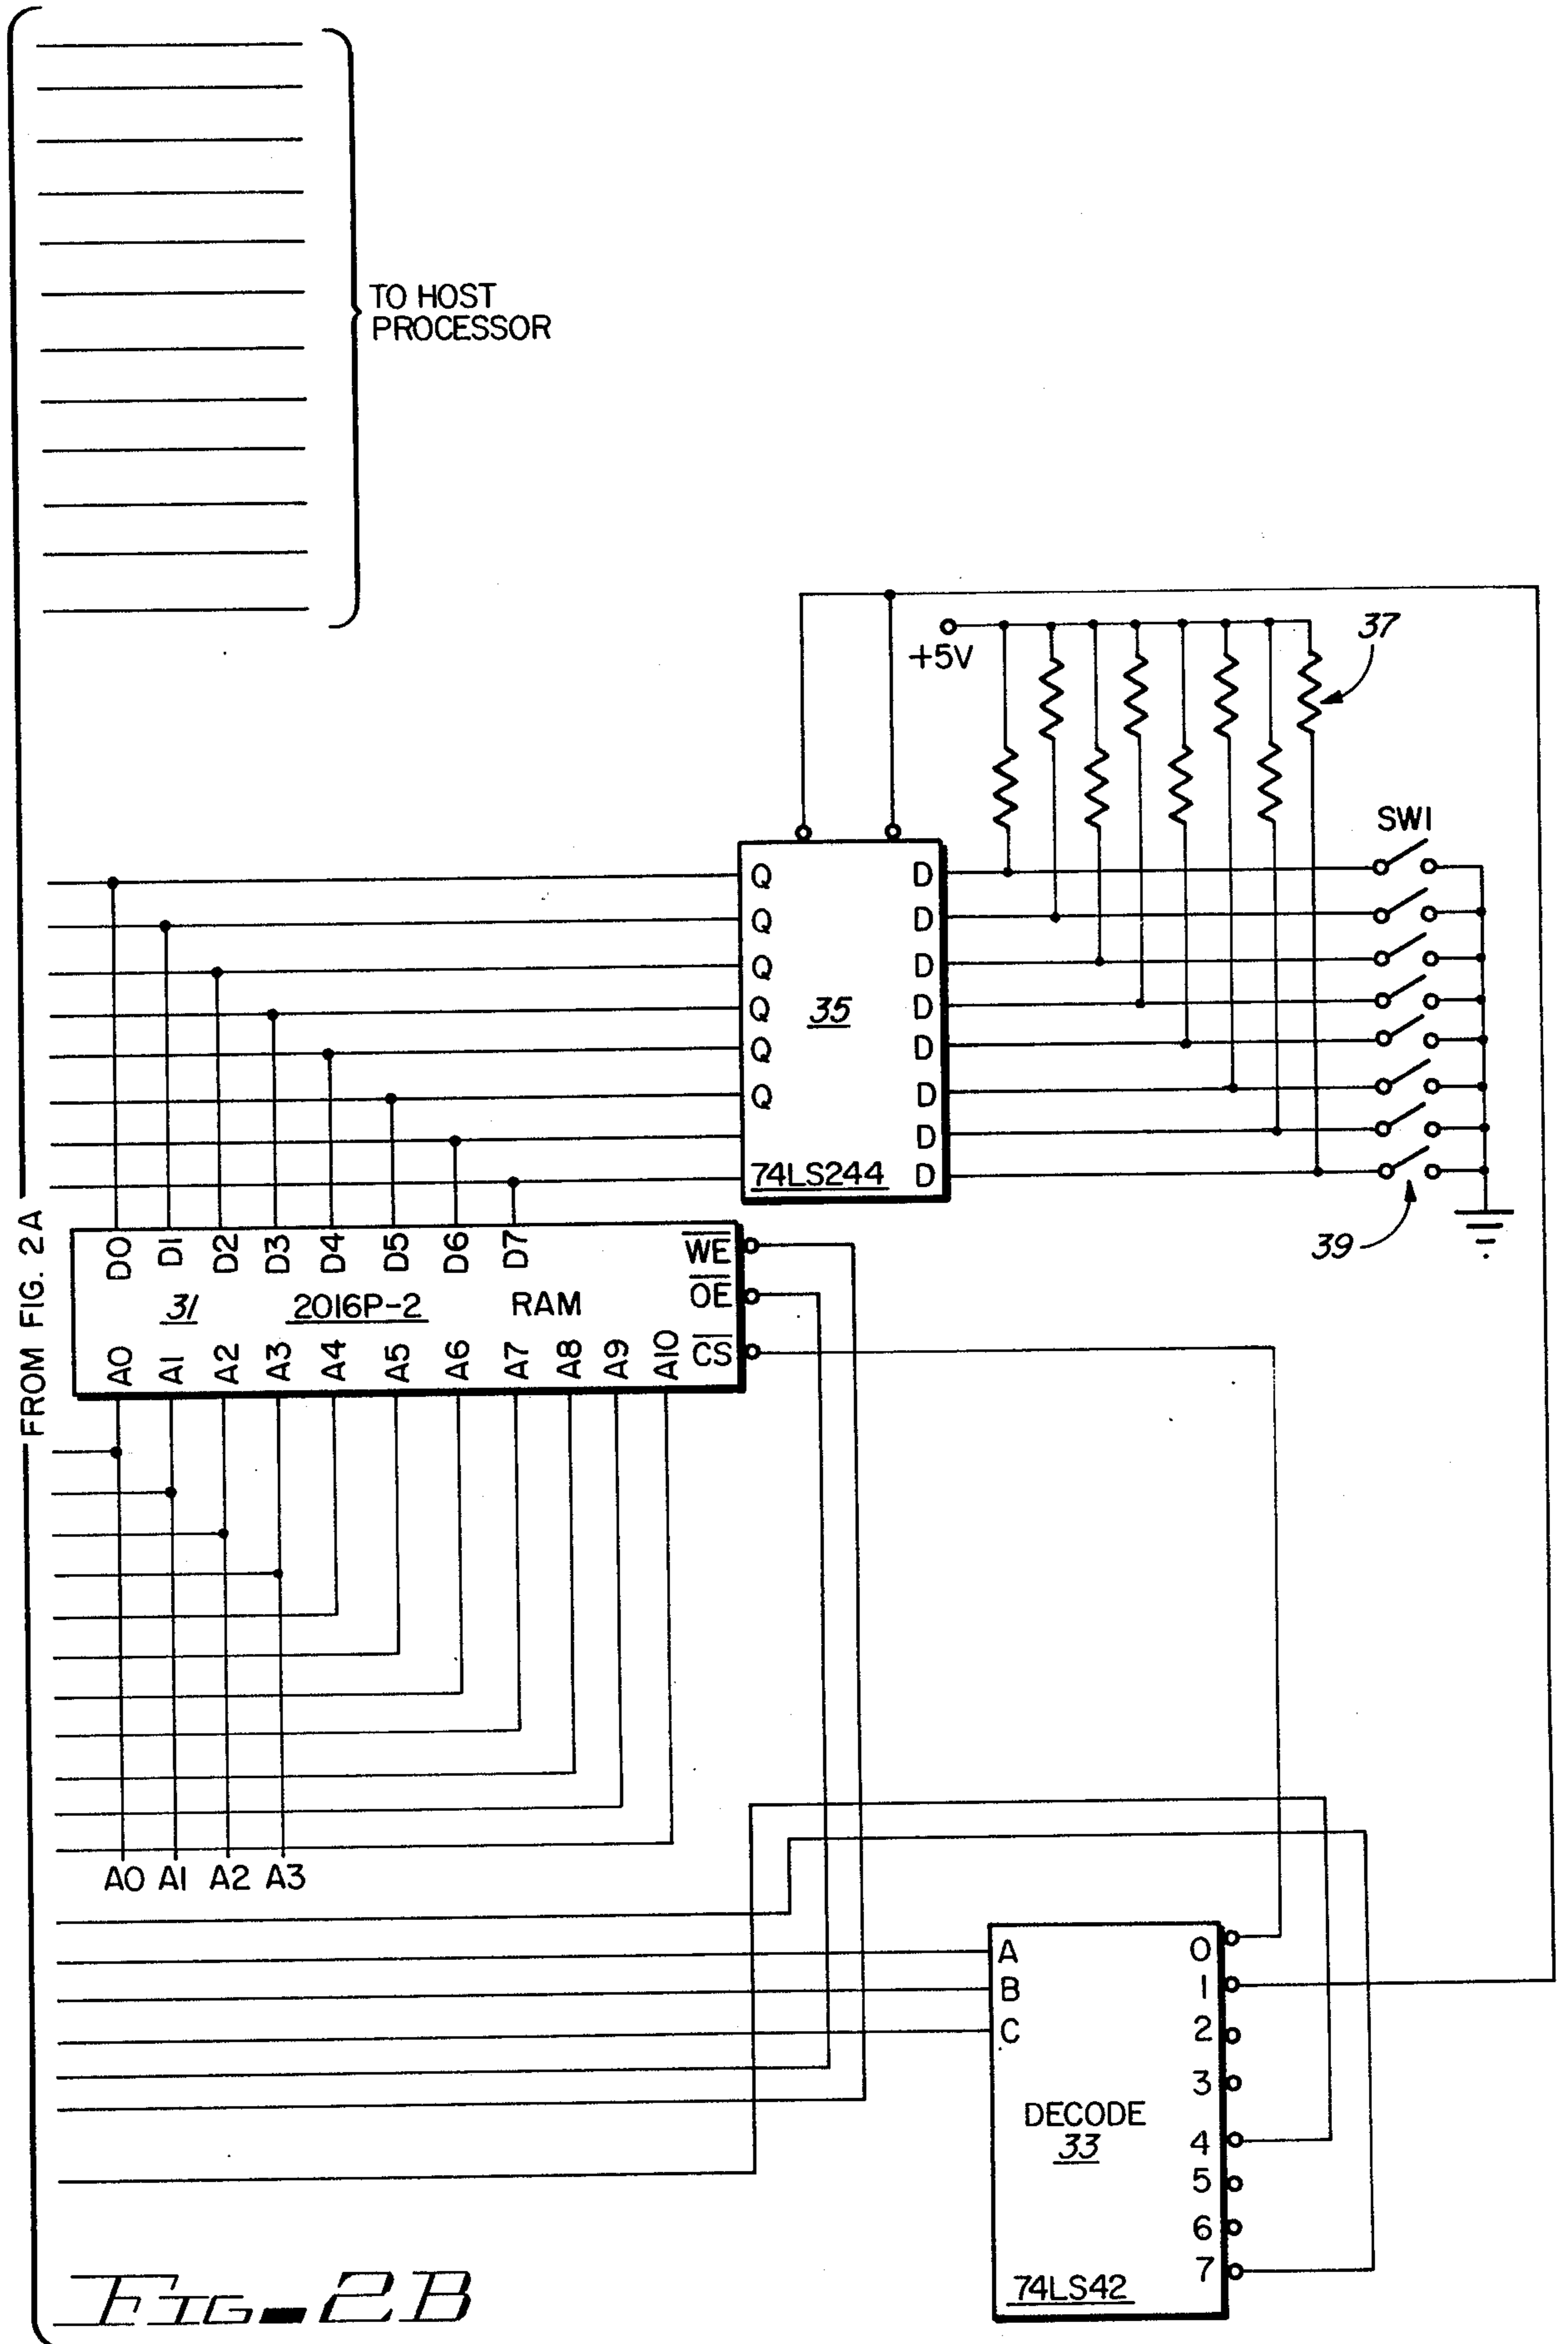 TO HOST
PROCESSOR
+5V
37
SW1
Q D
Q D
Q D
Q 35 D
Q D
Q D
D
74LS244 D
39
FROM FIG. 2A
D0 D1 D2 D3 D4 D5 D6 D7 WE
31 2016P-2 RAM OE
A0 A1 A2 A3 A4 A5 A6 A7 A8 A9 A10 CS
A0 A1 A2 A3
A 0
B 1
C 2
3
DECODE
33
4
5
6
7
74LS42
FIG-2B